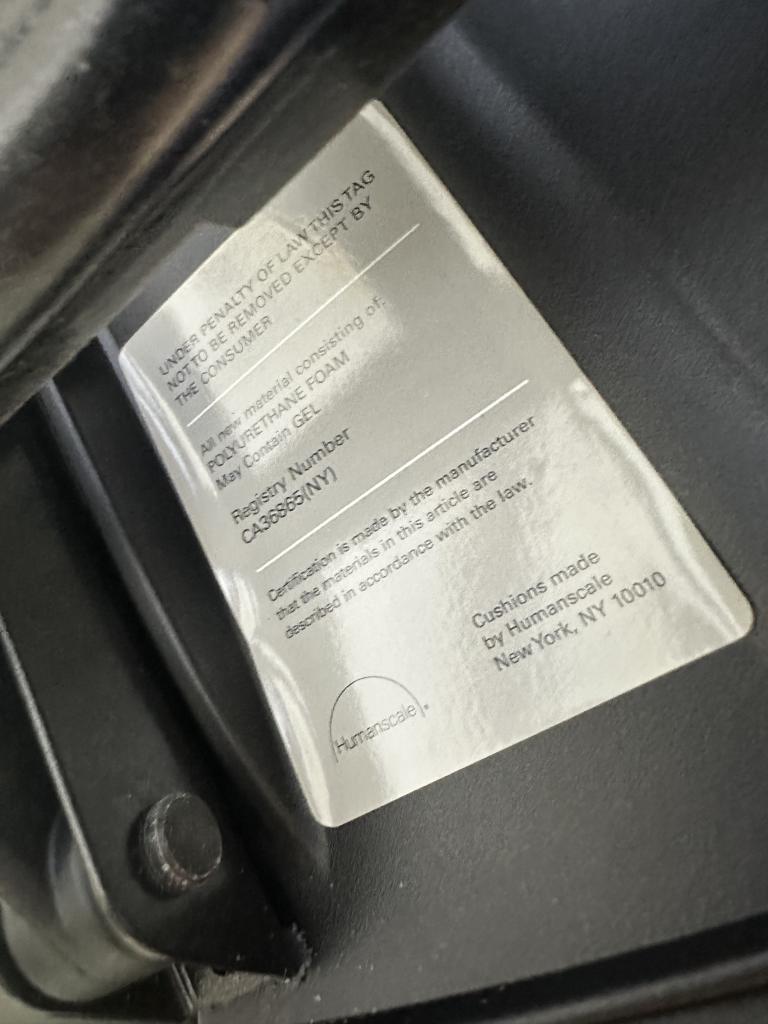 UNDER PENALTY OF LAW THIS TAG
NOT TO BE REMOVED EXCEPT BY
THE CONSUMER
All new material consisting of:
POLYURETHANE FOAM
May Contain GEL
Registry Number
CA36865(NY)
Certification is made by the manufacturer
that the materials in this article are
described in accordance with the law.
Cushions made
by Humanscale
New York, NY 10010
Humanscale